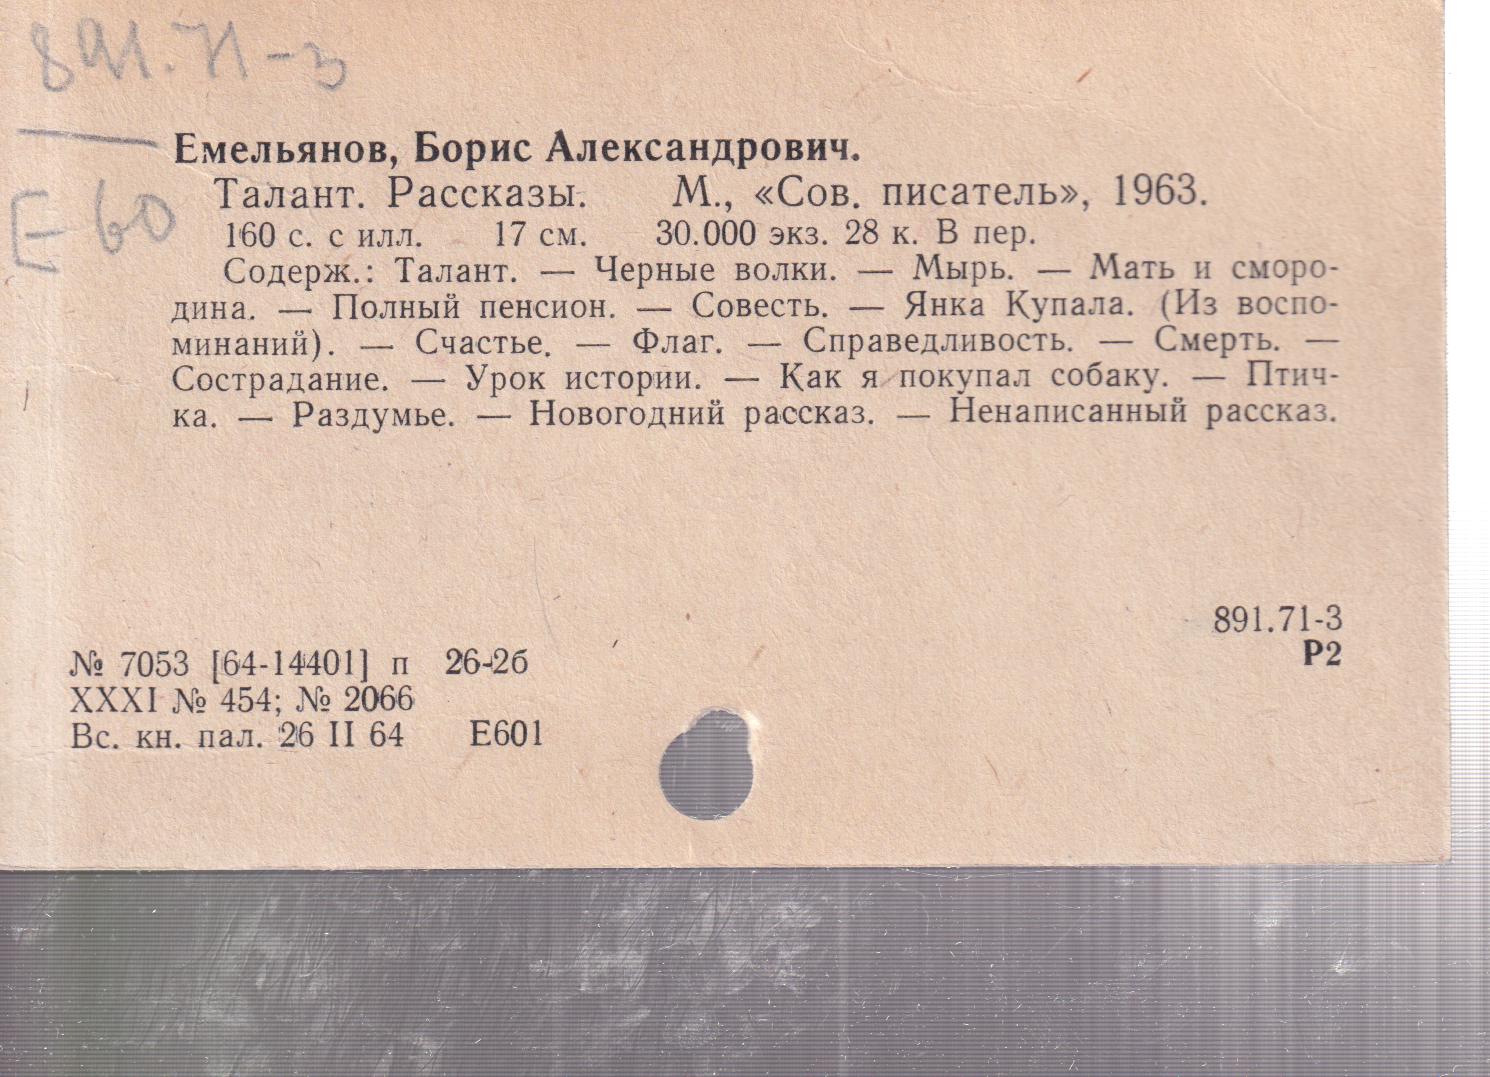 891.71-3
Емельянов, Борис Александрович.
Е 60
Талант. Рассказы. М., «Сов. писатель», 1963.
160 с. с илл. 17 см. 30.000 экз. 28 к. В пер.
Содерж.: Талант. — Черные волки. — Мырь. — Мать и сморо-
дина. — Полный пенсион. — Совесть. — Янка Купала. (Из воспо-
минаний). — Счастье. — Флаг. — Справедливость. — Смерть. —
Сострадание. — Урок истории. — Как я покупал собаку. — Птич-
ка. — Раздумье. — Новогодний рассказ. — Ненаписанный рассказ.
891.71-3
Р2
№ 7053 [64-14401] п 26-2б
XXXI № 454; № 2066
Вс. кн. пал. 26 II 64 Е601